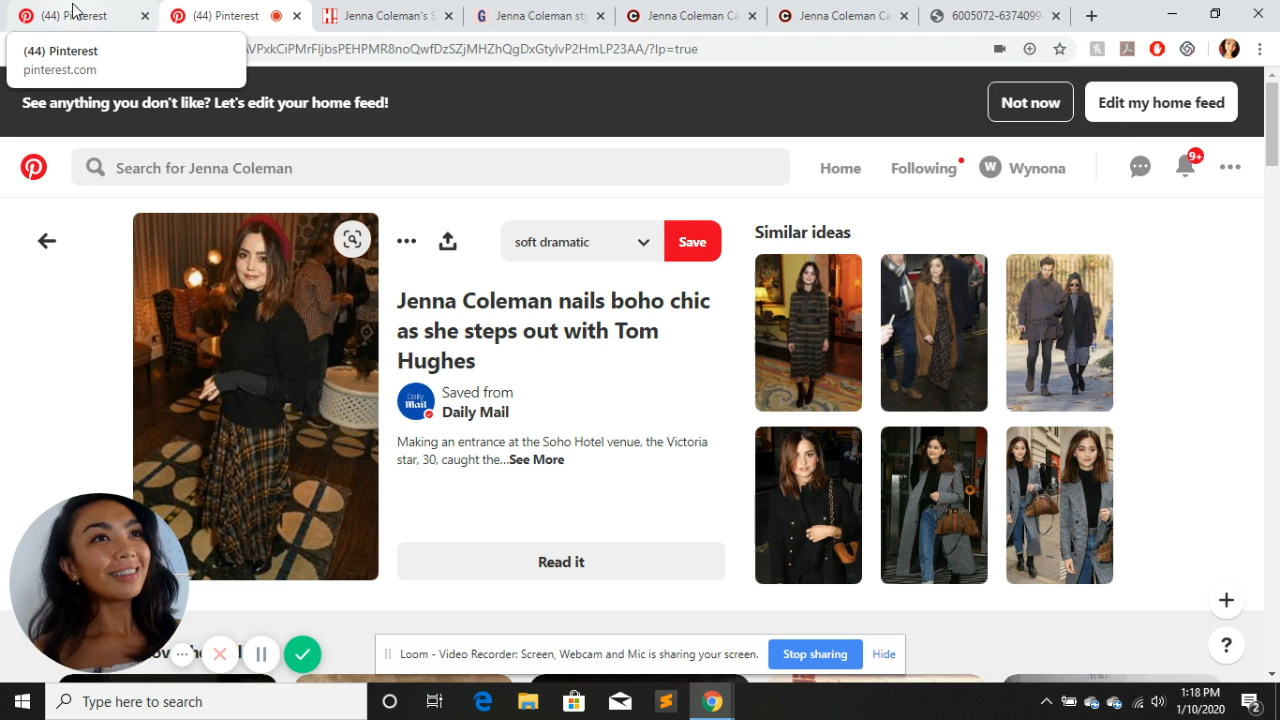 (44) Pinterest
(44) Pinterest
Jenna Coleman's S
Jenna Coleman sty
Jenna Coleman Ca
Jenna Coleman Ca
6005072-6374099-
(44) Pinterest
pinterest.com
AVPxkCiPMrFIjbsPEHPMR8noQwfDzSZjMHZhQgDxGtylvP2HmLP23AA/?lp=true
See anything you don't like? Let's edit your home feed!
Not now
Edit my home feed
Search for Jenna Coleman
Home
Following
W
Wynona
9+
soft dramatic
Save
Similar ideas
Jenna Coleman nails boho chic
as she steps out with Tom
Hughes
Daily Mail
Saved from
Daily Mail
Making an entrance at the Soho Hotel venue, the Victoria
star, 30, caught the...See More
Read it
Loom - Video Recorder: Screen, Webcam and Mic is sharing your screen.
Stop sharing
Hide
+
?
Type here to search
1:18 PM
1/10/2020
2